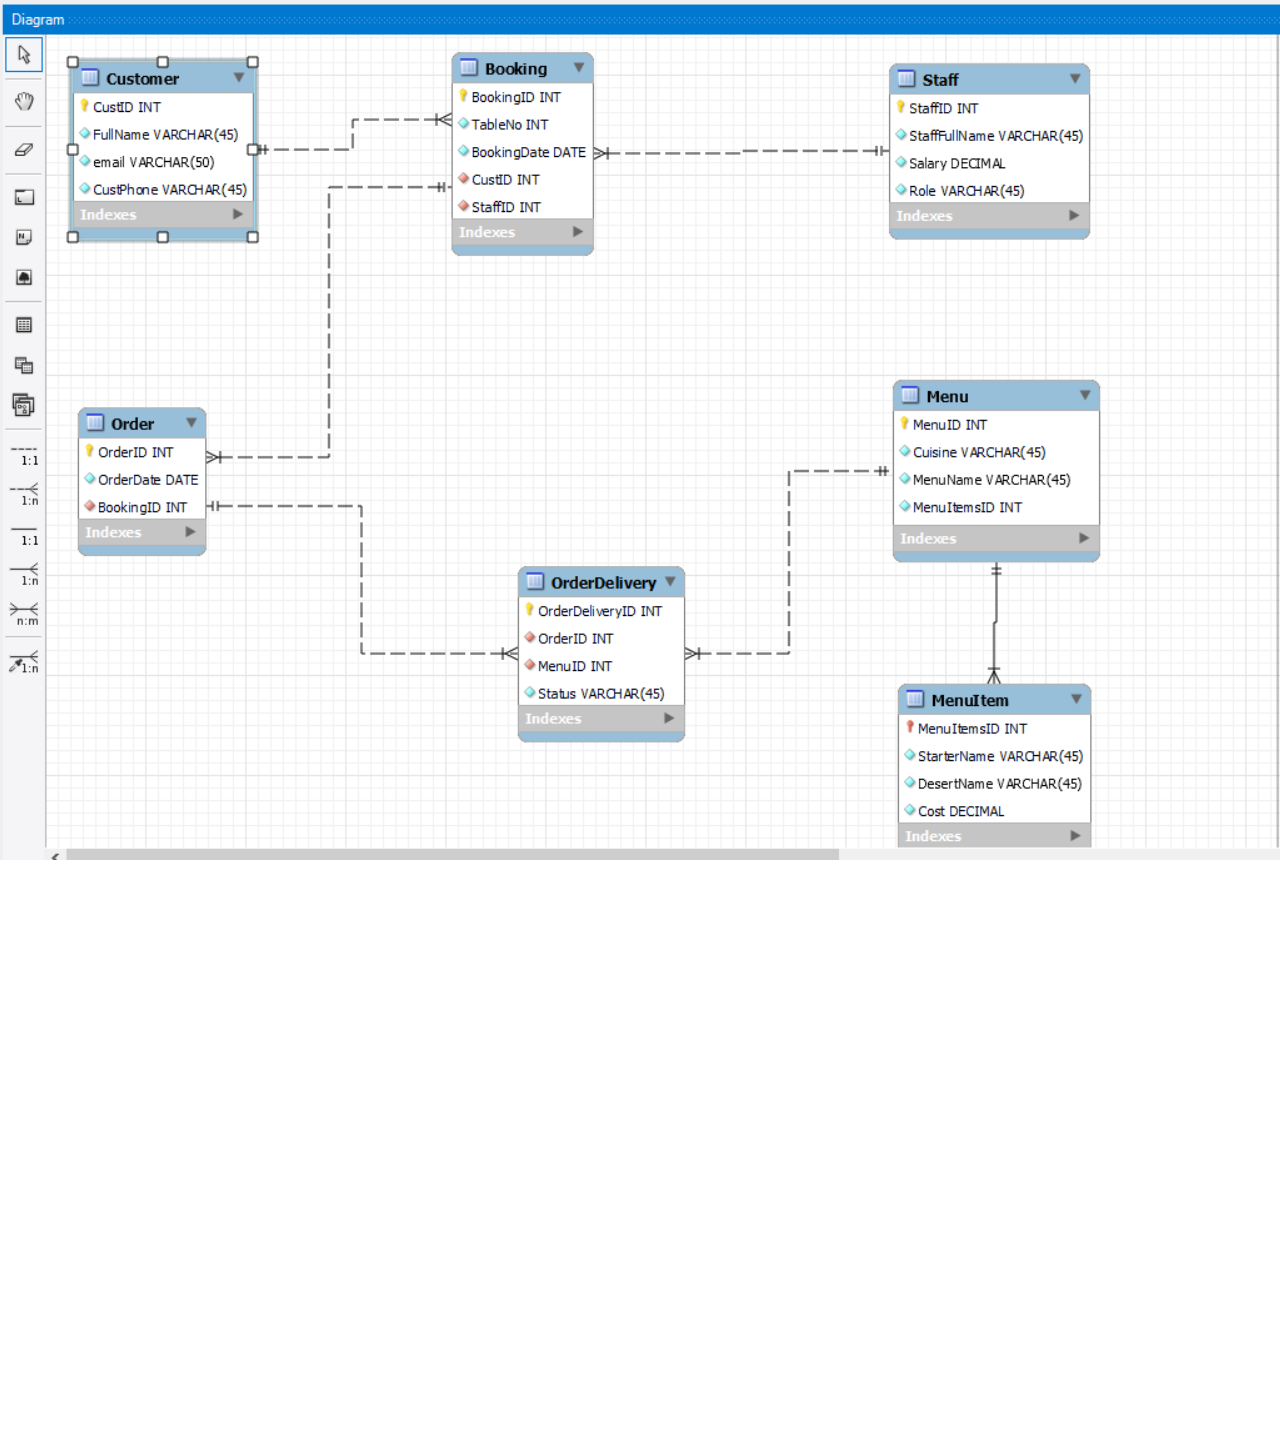 Diagram
1:1
1:n
1:1
1:n
n:m
1:n
Customer
CustID INT
FullName VARCHAR(45)
email VARCHAR(50)
CustPhone VARCHAR(45)
Indexes
Booking
BookingID INT
TableNo INT
BookingDate DATE
CustID INT
StaffID INT
Indexes
Staff
StaffID INT
StaffFullName VARCHAR(45)
Salary DECIMAL
Role VARCHAR(45)
Indexes
Order
OrderID INT
OrderDate DATE
BookingID INT
Indexes
Menu
MenuID INT
Cuisine VARCHAR(45)
MenuName VARCHAR(45)
MenuItemsID INT
Indexes
OrderDelivery
OrderDeliveryID INT
OrderID INT
MenuID INT
Status VARCHAR(45)
Indexes
MenuItem
MenuItemsID INT
StarterName VARCHAR(45)
DesertName VARCHAR(45)
Cost DECIMAL
Indexes